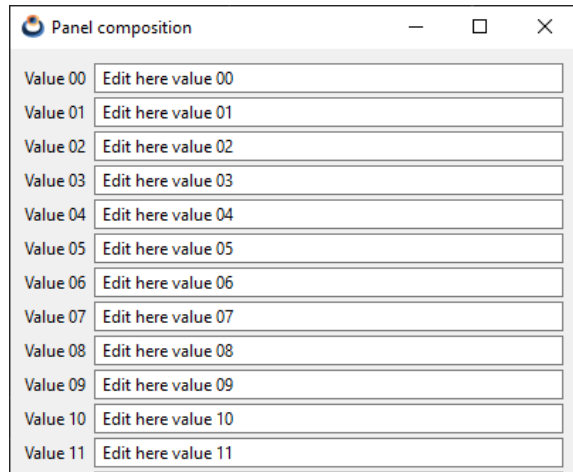 Panel composition
Value 00 Edit here value 00
Value 01 Edit here value 01
Value 02 Edit here value 02
Value 03 Edit here value 03
Value 04 Edit here value 04
Value 05 Edit here value 05
Value 06 Edit here value 06
Value 07 Edit here value 07
Value 08 Edit here value 08
Value 09 Edit here value 09
Value 10 Edit here value 10
Value 11 Edit here value 11